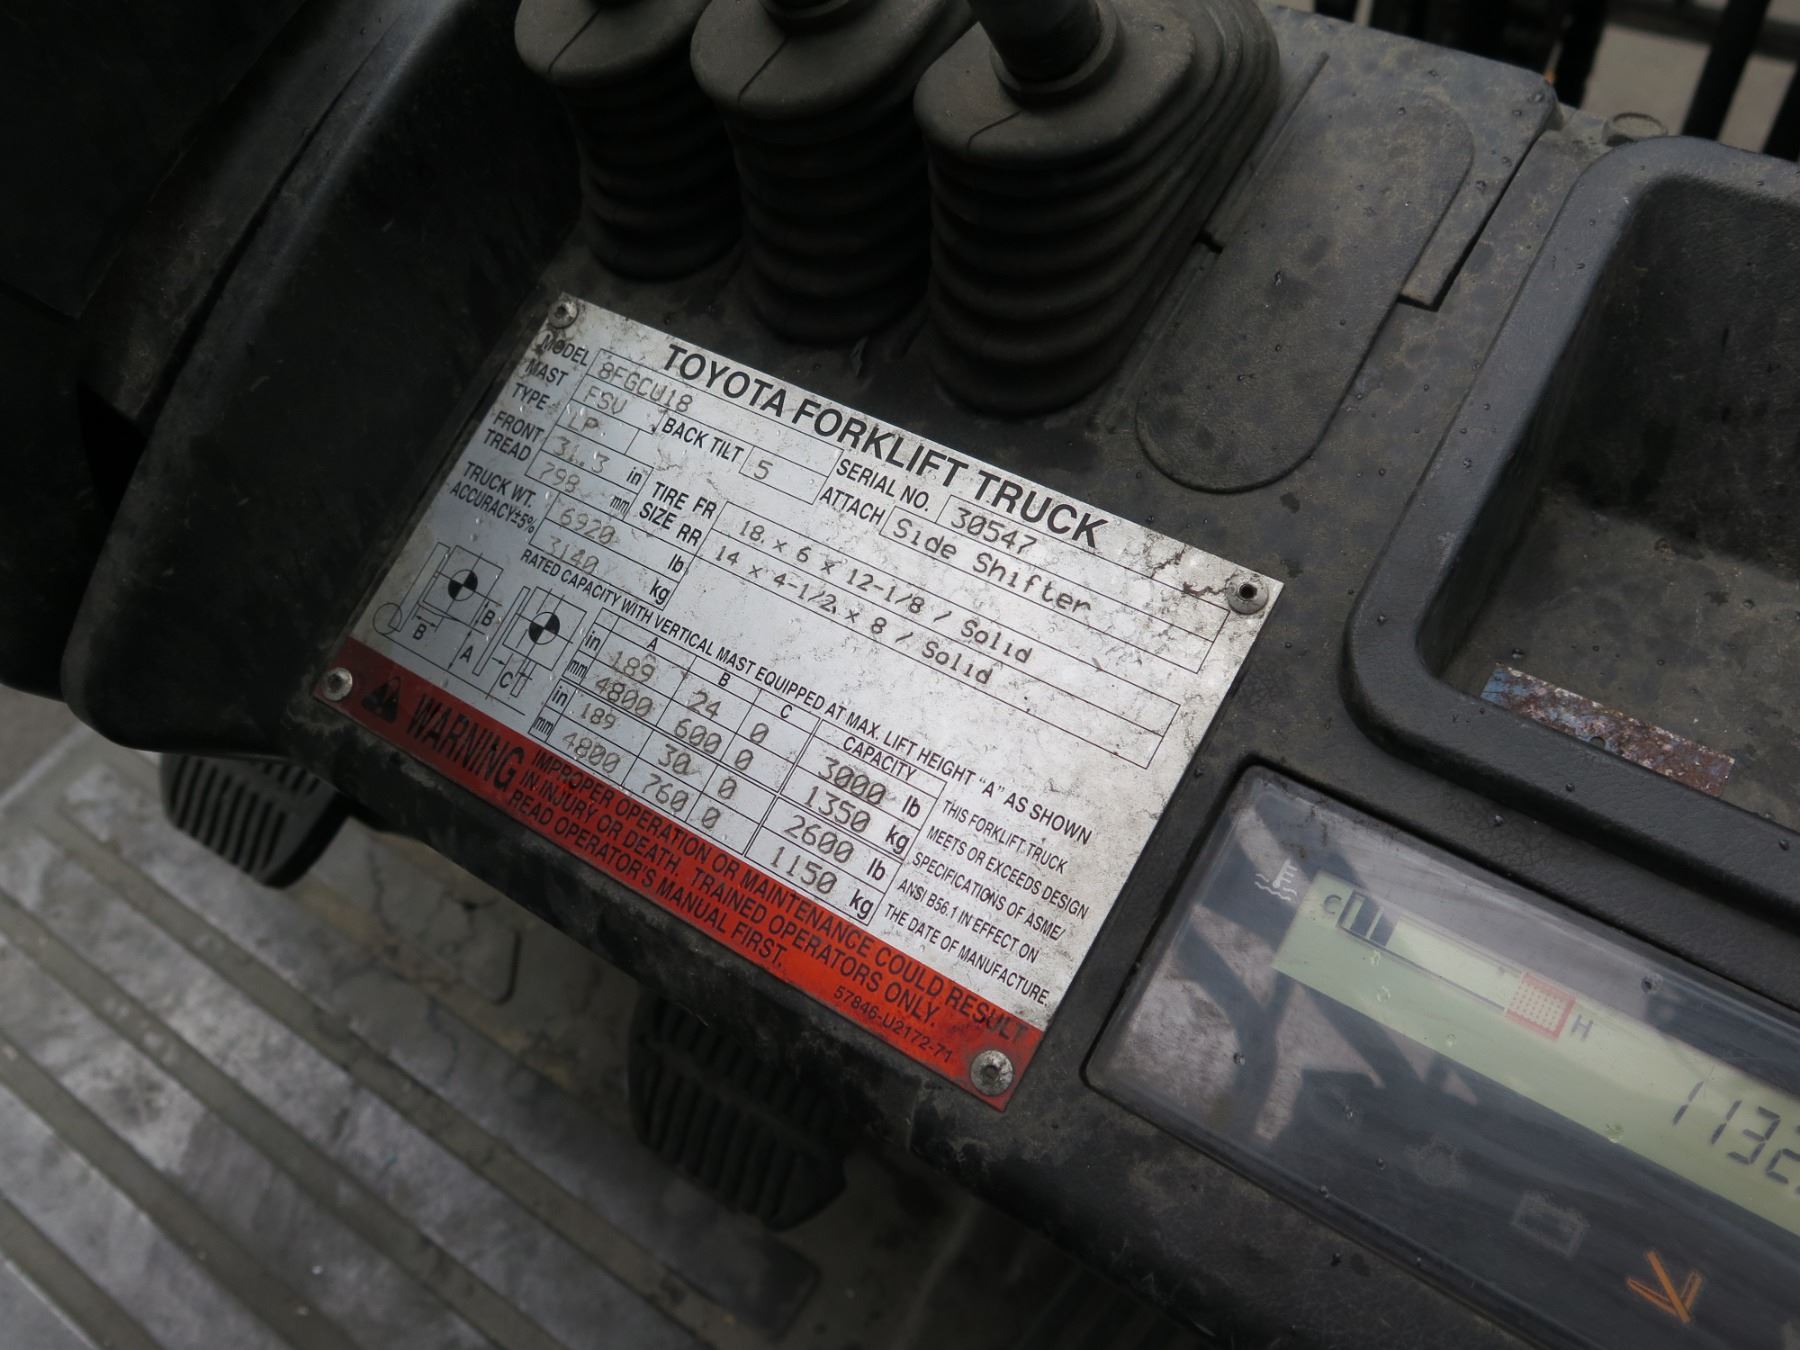 TOYOTA FORKLIFT TRUCK
MODEL 8FGCU18 SERIAL NO. 30547
MAST FSV BACK TILT 5 ATTACH Side Shifter
TYPE LP
FRONT TREAD 31.3 in TIRE SIZE FR 18 x 6 x 12-1/8 / Solid
798 mm RR 14 x 4-1/2 x 8 / Solid
TRUCK WT. 6920 lb
ACCURACY±5% 3140 kg
RATED CAPACITY WITH VERTICAL MAST EQUIPPED AT MAX. LIFT HEIGHT "A" AS SHOWN
A B C CAPACITY
in 189 24 0 3000 lb
mm 4800 600 0 1350 kg
in 189 30 0 2600 lb
mm 4800 760 0 1150 kg
B B A C
THIS FORKLIFT TRUCK
MEETS OR EXCEEDS DESIGN
SPECIFICATIONS OF ASME/
ANSI B56.1 IN EFFECT ON
THE DATE OF MANUFACTURE.
WARNING
IMPROPER OPERATION OR MAINTENANCE COULD RESULT
IN INJURY OR DEATH. TRAINED OPERATORS ONLY.
READ OPERATOR'S MANUAL FIRST.
57846-U2172-71
C H